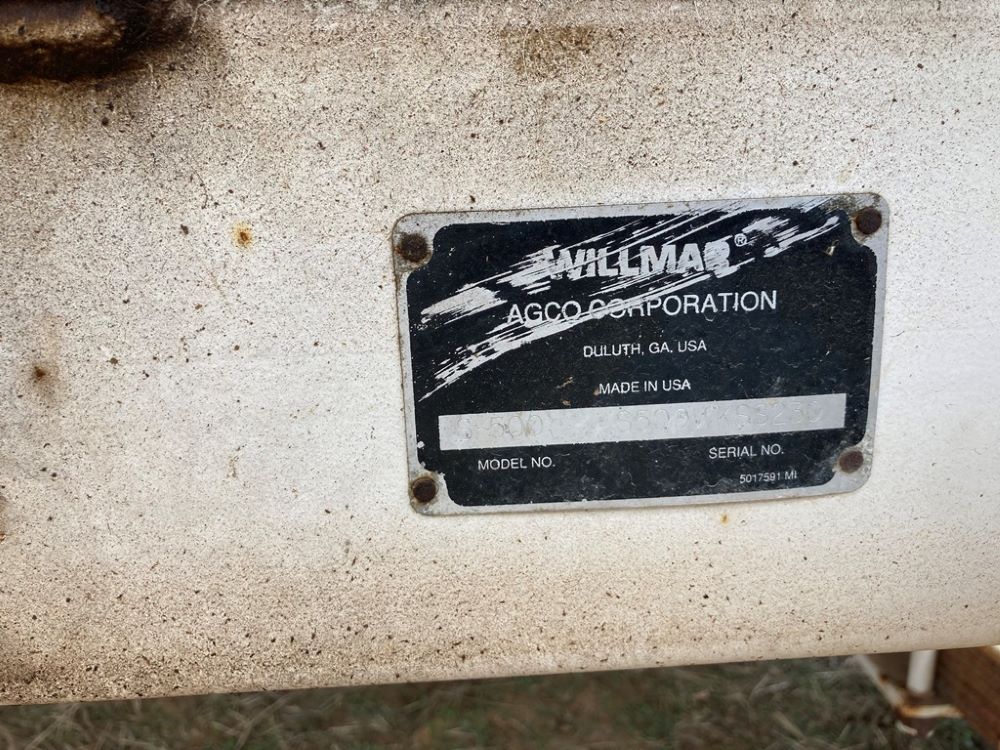 WILLMAR®
AGCO CORPORATION
DULUTH, GA. USA
MADE IN USA
MODEL NO.
SERIAL NO.
5017591 MI